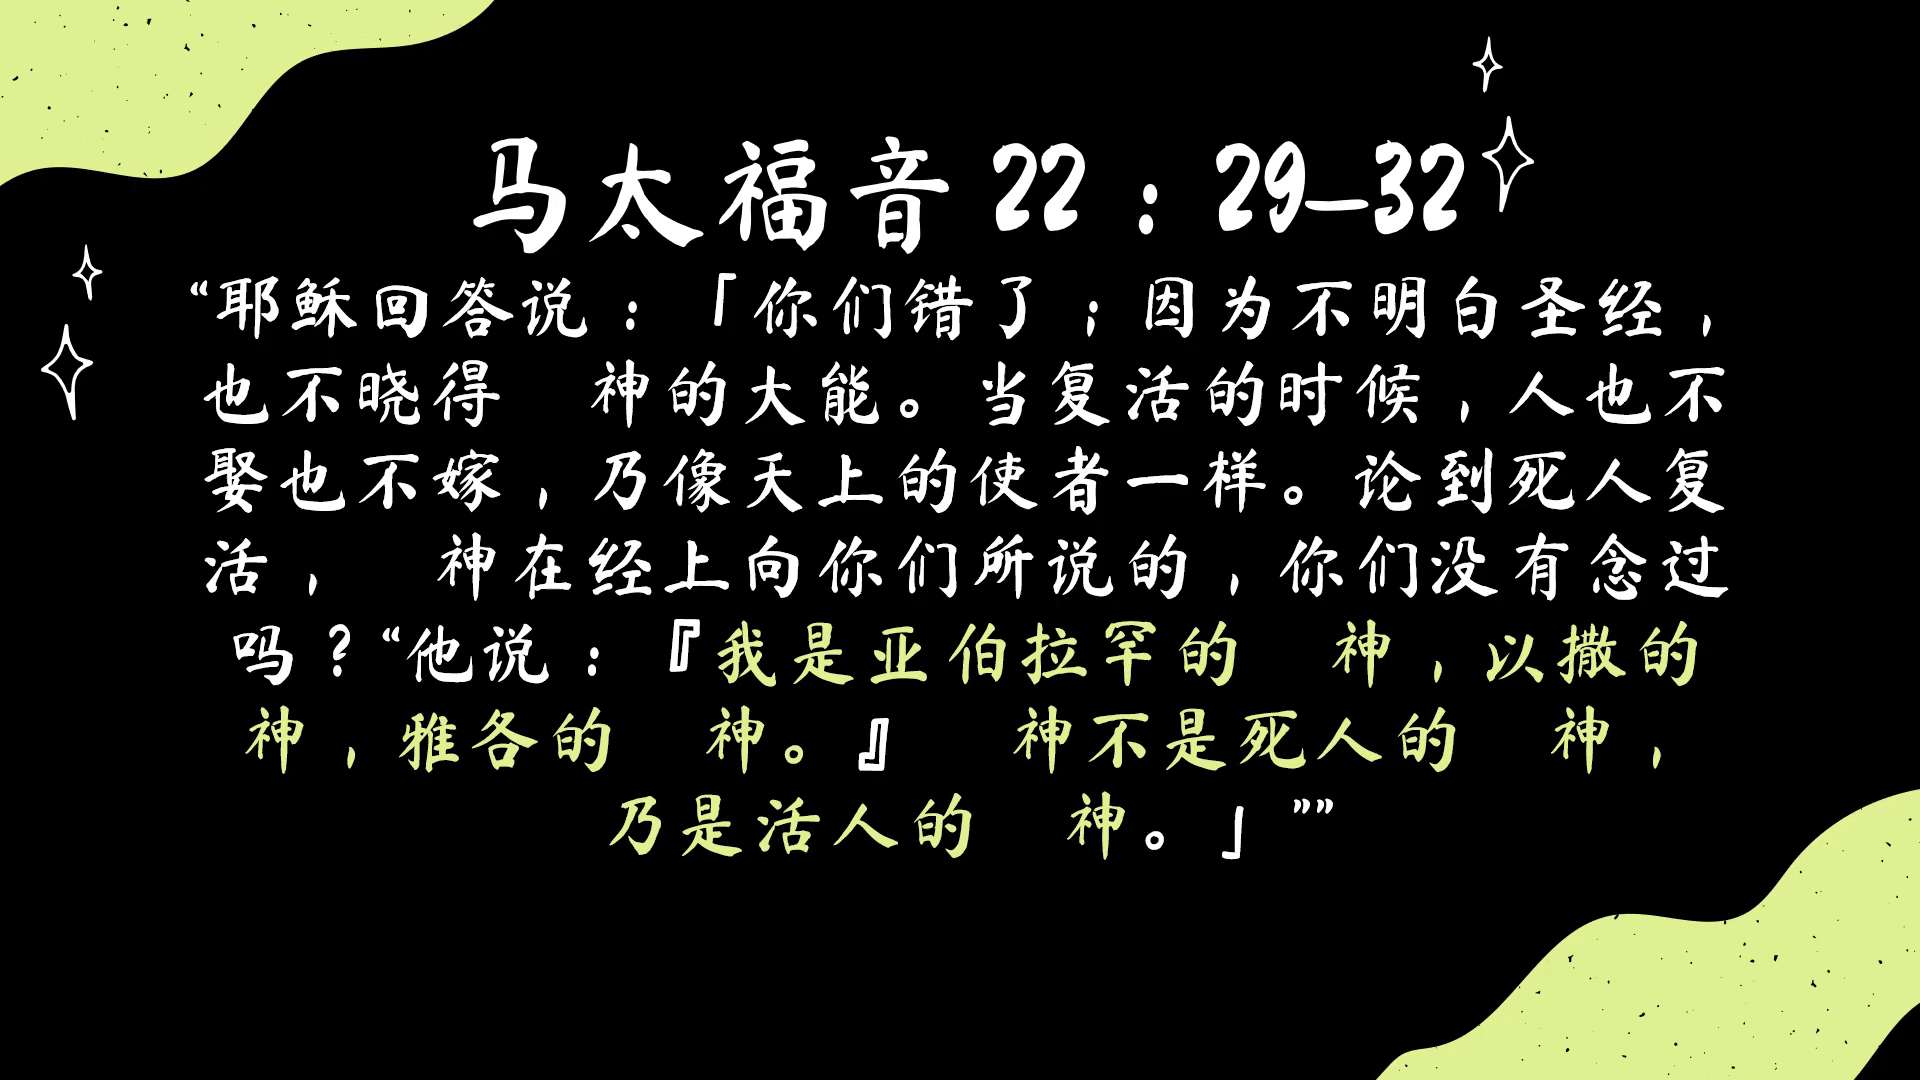 马太福音 22：29-32
“耶稣回答说：「你们错了；因为不明白圣经，
也不晓得　神的大能。当复活的时候，人也不
娶也不嫁，乃像天上的使者一样。论到死人复
活，　神在经上向你们所说的，你们没有念过
吗？“他说：『我是亚伯拉罕的　神，以撒的
神，雅各的　神。』　神不是死人的　神，
乃是活人的　神。」””